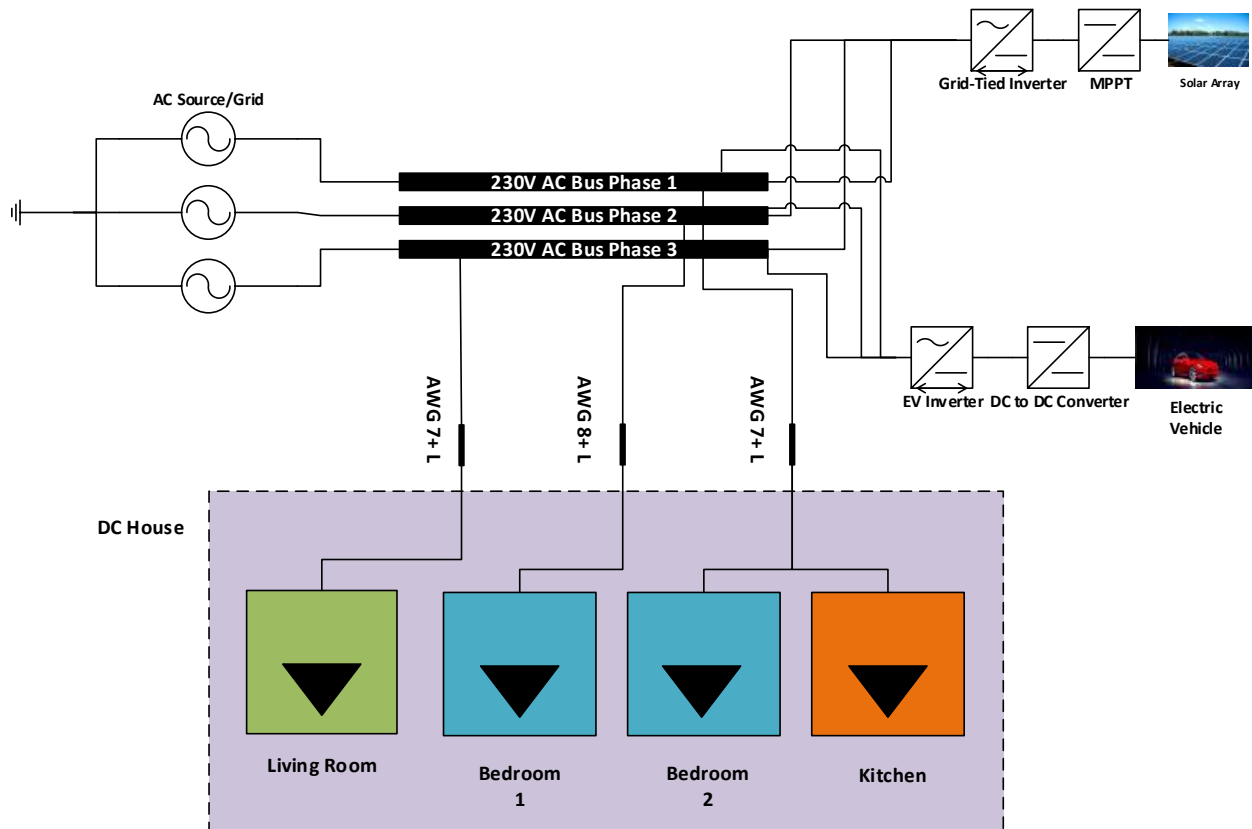 AC Source/Grid
Grid-Tied Inverter
MPPT
Solar Array
230V AC Bus Phase 1
230V AC Bus Phase 2
230V AC Bus Phase 3
EV Inverter
DC to DC Converter
Electric
Vehicle
AWG 7+ L
AWG 8+ L
AWG 7+ L
DC House
Living Room
Bedroom
1
Bedroom
2
Kitchen